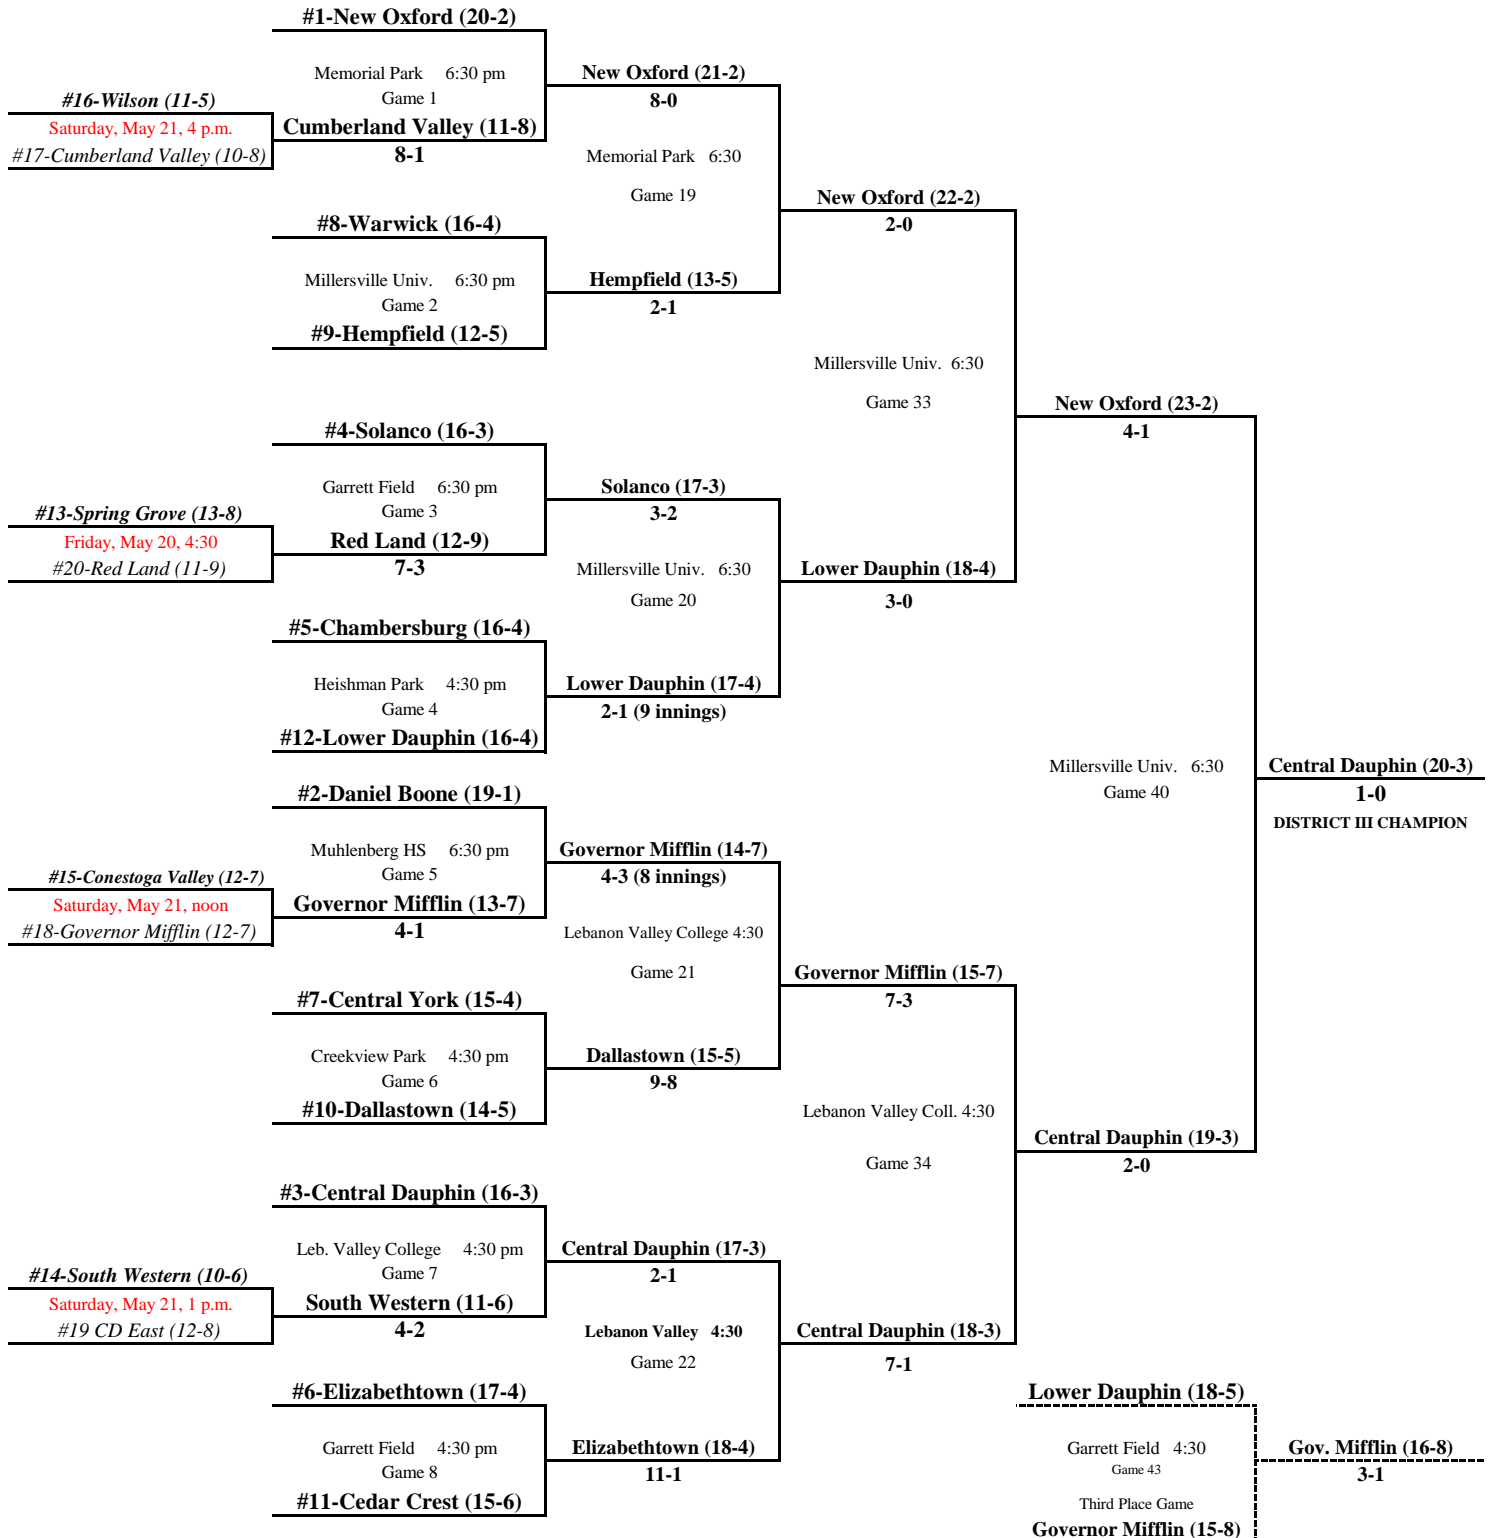 #1-New Oxford (20-2)
Memorial Park 6:30 pm
New Oxford (21-2)
#16-Wilson (11-5)
Game 1
8-0
Saturday, May 21, 4 p.m.
Cumberland Valley (11-8)
#17-Cumberland Valley (10-8)
8-1
Memorial Park 6:30
Game 19
New Oxford (22-2)
#8-Warwick (16-4)
2-0
Millersville Univ. 6:30 pm
Hempfield (13-5)
Game 2
2-1
#9-Hempfield (12-5)
Millersville Univ. 6:30
Game 33
New Oxford (23-2)
#4-Solanco (16-3)
4-1
Garrett Field 6:30 pm
Solanco (17-3)
#13-Spring Grove (13-8)
Game 3
3-2
Friday, May 20, 4:30
Red Land (12-9)
#20-Red Land (11-9)
7-3
Millersville Univ. 6:30
Lower Dauphin (18-4)
Game 20
3-0
#5-Chambersburg (16-4)
Heishman Park 4:30 pm
Lower Dauphin (17-4)
Game 4
2-1 (9 innings)
#12-Lower Dauphin (16-4)
Millersville Univ. 6:30
Central Dauphin (20-3)
#2-Daniel Boone (19-1)
Game 40
1-0
DISTRICT III CHAMPION
Muhlenberg HS 6:30 pm
Governor Mifflin (14-7)
#15-Conestoga Valley (12-7)
Game 5
4-3 (8 innings)
Saturday, May 21, noon
Governor Mifflin (13-7)
#18-Governor Mifflin (12-7)
4-1
Lebanon Valley College 4:30
Game 21
Governor Mifflin (15-7)
#7-Central York (15-4)
7-3
Creekview Park 4:30 pm
Dallastown (15-5)
Game 6
9-8
#10-Dallastown (14-5)
Lebanon Valley Coll. 4:30
Central Dauphin (19-3)
Game 34
2-0
#3-Central Dauphin (16-3)
Leb. Valley College 4:30 pm
Central Dauphin (17-3)
#14-South Western (10-6)
Game 7
2-1
Saturday, May 21, 1 p.m.
South Western (11-6)
#19 CD East (12-8)
4-2
Lebanon Valley 4:30
Central Dauphin (18-3)
Game 22
7-1
#6-Elizabethtown (17-4)
Lower Dauphin (18-5)
Garrett Field 4:30 pm
Elizabethtown (18-4)
Garrett Field 4:30
Gov. Mifflin (16-8)
Game 8
11-1
Game 43
3-1
#11-Cedar Crest (15-6)
Third Place Game
Governor Mifflin (15-8)